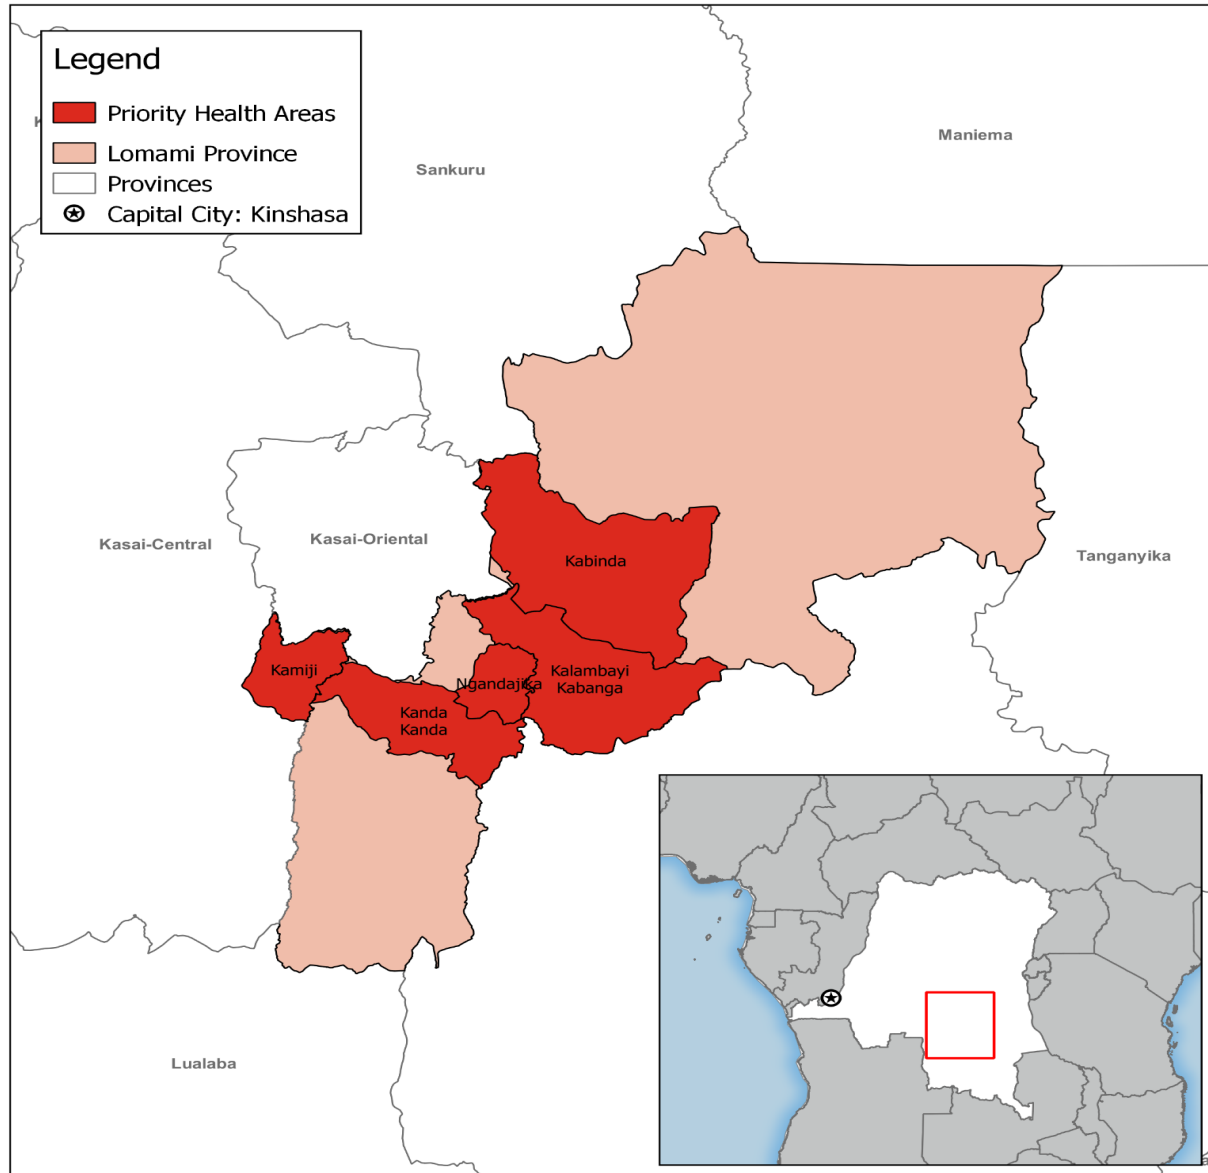 Legend
Priority Health Areas
Lomami Province
Provinces
Capital City: Kinshasa
Maniema
Sankuru
Kasai-Central
Kasai-Oriental
Tanganyika
Kabinda
Kamiji
Ngandajika
Kalambayi
Kabanga
Kanda
Kanda
Lualaba